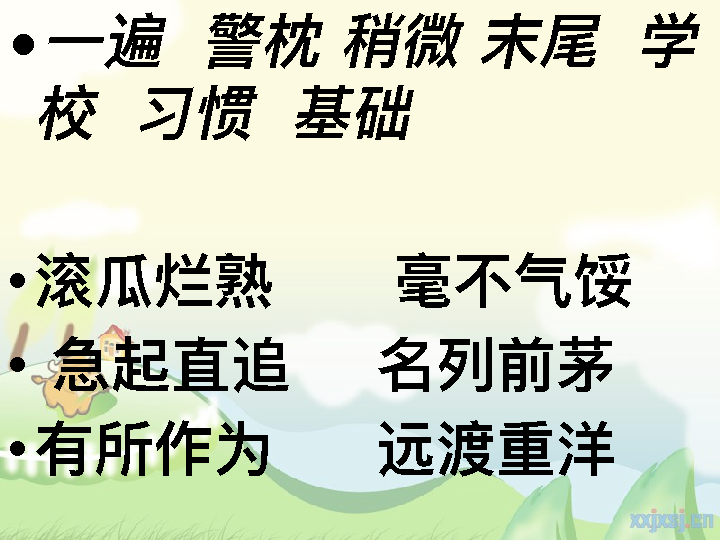 •一遍 警枕 稍微 末尾 学
校 习惯 基础
•滚瓜烂熟 毫不气馁
• 急起直追 名列前茅
•有所作为 远渡重洋
xxjxsj.cn